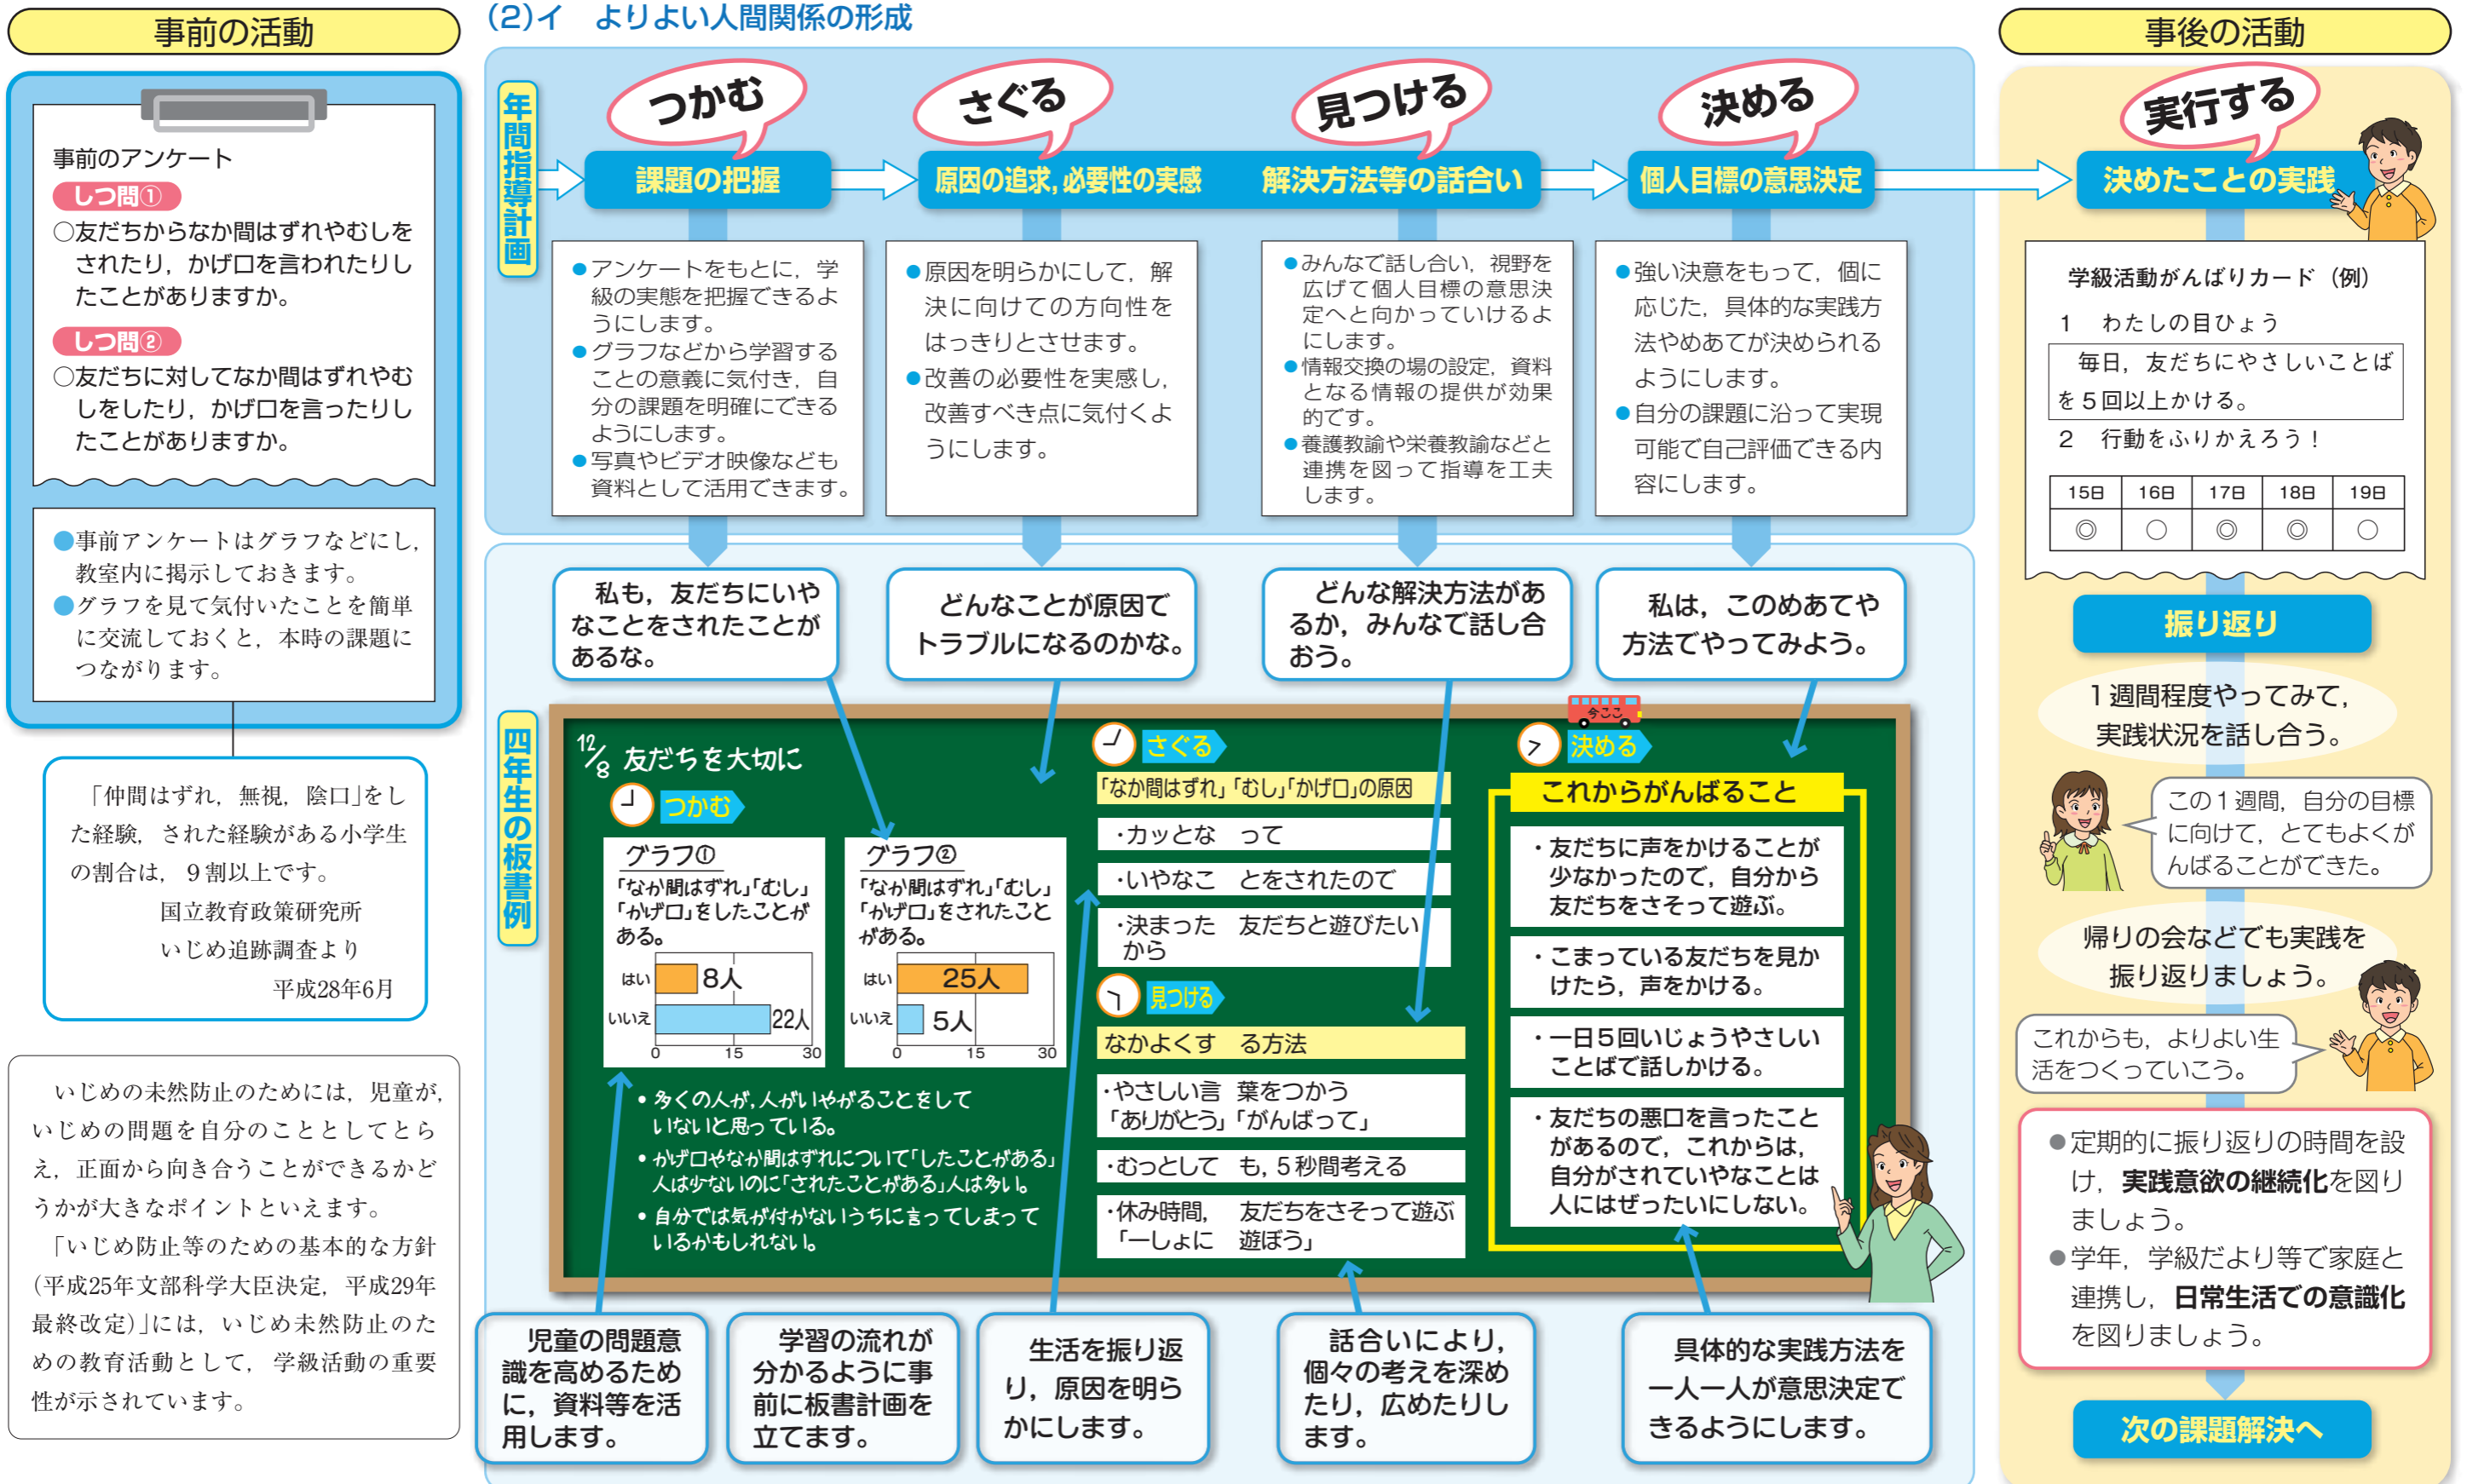 事前の活動
事前のアンケート
しつ問①
○友だちからなか間はずれやむしを
されたり，かげ口を言われたりし
たことがありますか。
しつ問②
○友だちに対してなか間はずれやむ
しをしたり，かげ口を言ったりし
たことがありますか。
●事前アンケートはグラフなどにし，
教室内に掲示しておきます。
●グラフを見て気付いたことを簡単
に交流しておくと，本時の課題に
つながります。
「仲間はずれ，無視，陰口」をし
た経験，された経験がある小学生
の割合は，９割以上です。
国立教育政策研究所
いじめ追跡調査より
平成28年6月
いじめの未然防止のためには，児童が，
いじめの問題を自分のこととしてとら
え，正面から向き合うことができるかど
うかが大きなポイントといえます。
「いじめ防止等のための基本的な方針
(平成25年文部科学大臣決定，平成29年
最終改定)」には，いじめ未然防止のた
めの教育活動として，学級活動の重要
性が示されています。
(2)イ　よりよい人間関係の形成
年間指導計画
つかむ
課題の把握
●アンケートをもとに，学
級の実態を把握できるよ
うにします。
●グラフなどから学習する
ことの意義に気付き，自
分の課題を明確にできる
ようにします。
●写真やビデオ映像なども
資料として活用できます。
さぐる
原因の追求，必要性の実感
●原因を明らかにして，解
決に向けての方向性を
はっきりとさせます。
●改善の必要性を実感し，
改善すべき点に気付くよ
うにします。
見つける
解決方法等の話合い
●みんなで話し合い，視野を
広げて個人目標の意思決
定へと向かっていけるよ
にします。
●情報交換の場の設定，資料
となる情報の提供が効果
的です。
●養護教諭や栄養教諭などと
連携を図って指導を工夫
します。
決める
個人目標の意思決定
●強い決意をもって，個に
応じた，具体的な実践方
法やめあてが決められる
ようにします。
●自分の課題に沿って実現
可能で自己評価できる内
容にします。
私も，友だちにいや
なことをされたことが
あるな。
どんなことが原因で
トラブルになるのかな。
どんな解決方法があ
るか，みんなで話し合
おう。
私は，このめあてや
方法でやってみよう。
四年生の板書例
12/8 友だちを大切に
つかむ
グラフ①
「なか間はずれ」「むし」
「かげ口」をしたことが
ある。
はい 8人
いいえ 22人
0 15 30
グラフ②
「なか間はずれ」「むし」
「かげ口」をされたこと
がある。
はい 25人
いいえ 5人
0 15 30
• 多くの人が，人がいやがることをして
いないと思っている。
• かげ口やなか間はずれについて「したことがある」
人は少ないのに「されたことがある」人は多い。
• 自分では気が付かないうちに言ってしまって
いるかもしれない。
さぐる
「なか間はずれ」「むし」「かげ口」の原因
・カッとな　って
・いやなこ　とをされたので
・決まった　友だちと遊びたい
から
見つける
なかよくす　る方法
・やさしい言　葉をつかう
「ありがとう」「がんばって」
・むっとして　も，５秒間考える
・休み時間，　友だちをさそって遊ぶ
「一しょに　遊ぼう」
今ここ
決める
これからがんばること
・友だちに声をかけることが
少なかったので，自分から
友だちをさそって遊ぶ。
・こまっている友だちを見か
けたら，声をかける。
・一日５回いじょうやさしい
ことばで話しかける。
・友だちの悪口を言ったこと
があるので，これからは，
自分がされていやなことは
人にはぜったいにしない。
児童の問題意
識を高めるため
に，資料等を活
用します。
学習の流れが
分かるように事
前に板書計画を
立てます。
生活を振り返
り，原因を明ら
かにします。
話合いにより，
個々の考えを深め
たり，広めたりし
ます。
具体的な実践方法を
一人一人が意思決定で
きるようにします。
事後の活動
実行する
決めたことの実践
学級活動がんばりカード（例）
1　わたしの目ひょう
毎日，友だちにやさしいことば
を５回以上かける。
2　行動をふりかえろう！
15日 16日 17日 18日 19日
◎ ○ ◎ ◎ ○
振り返り
１週間程度やってみて，
実践状況を話し合う。
この１週間，自分の目標
に向けて，とてもよくが
んばることができた。
帰りの会などでも実践を
振り返りましょう。
これからも，よりよい生
活をつくっていこう。
●定期的に振り返りの時間を設
け，実践意欲の継続化を図り
ましょう。
●学年，学級だより等で家庭と
連携し，日常生活での意識化
を図りましょう。
次の課題解決へ